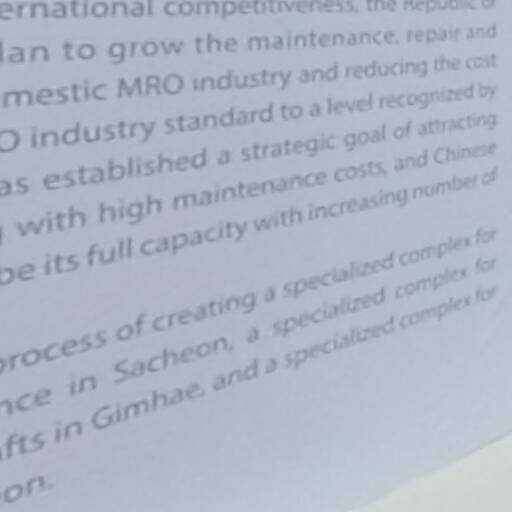 ernational competitiveness, the Republic of
lan to grow the maintenance, repair and
mestic MRO industry and reducing the cost
O industry standard to a level recognized by
as established a strategic goal of attracting
with high maintenance costs, and Chinese
be its full capacity with increasing number of
process of creating a specialized complex for
nce in Sacheon, a specialized complex for
afts in Gimhae, and a specialized complex for
on.